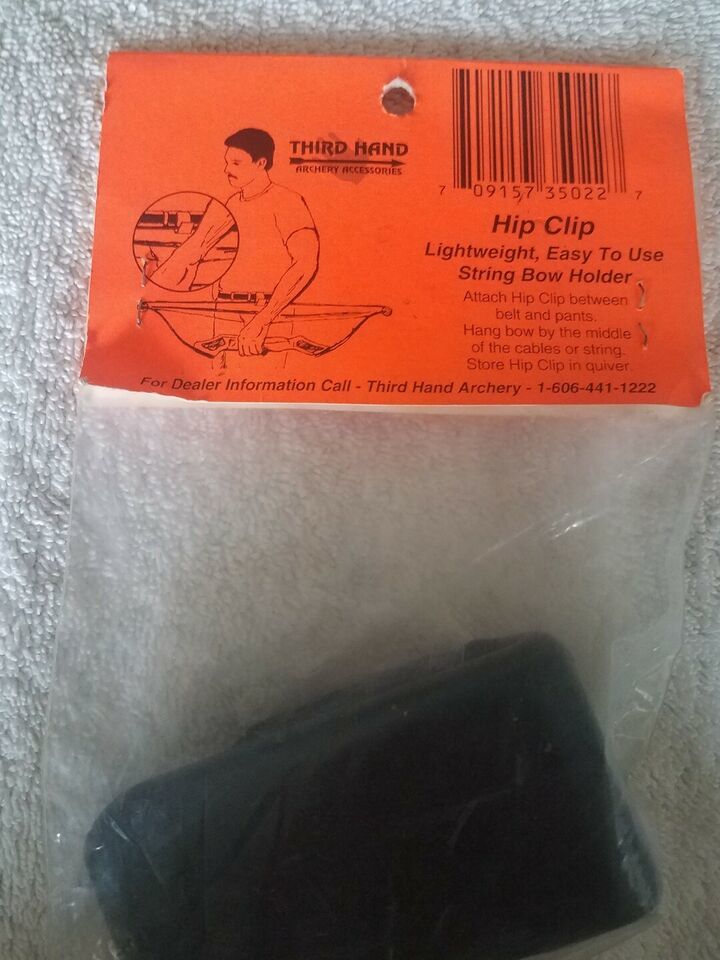 THIRD HAND
ARCHERY ACCESSORIES
7 09157 35022 7
Hip Clip
Lightweight, Easy To Use
String Bow Holder
Attach Hip Clip between
belt and pants.
Hang bow by the middle
of the cables or string.
Store Hip Clip in quiver.
For Dealer Information Call - Third Hand Archery - 1-606-441-1222